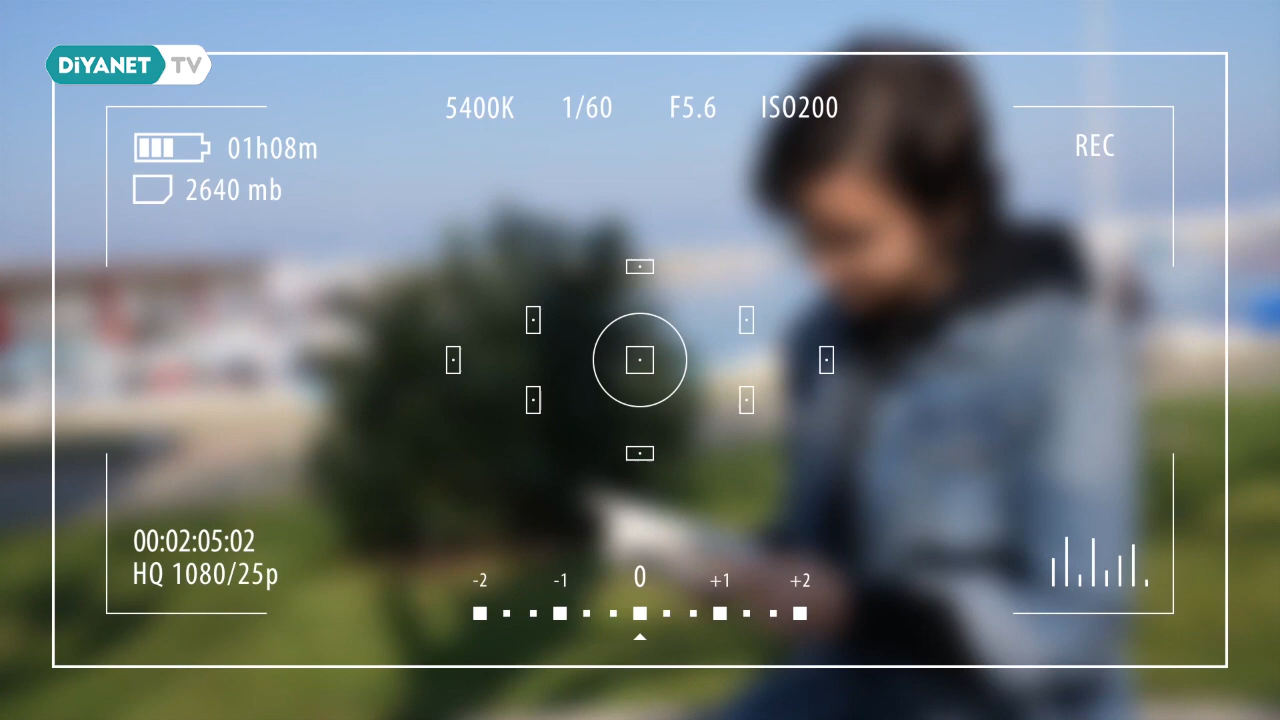 DİYANET TV
5400K 1/60 F5.6 ISO200
01h08m
REC
2640 mb
00:02:05:02
HQ 1080/25p
-2 -1 0 +1 +2